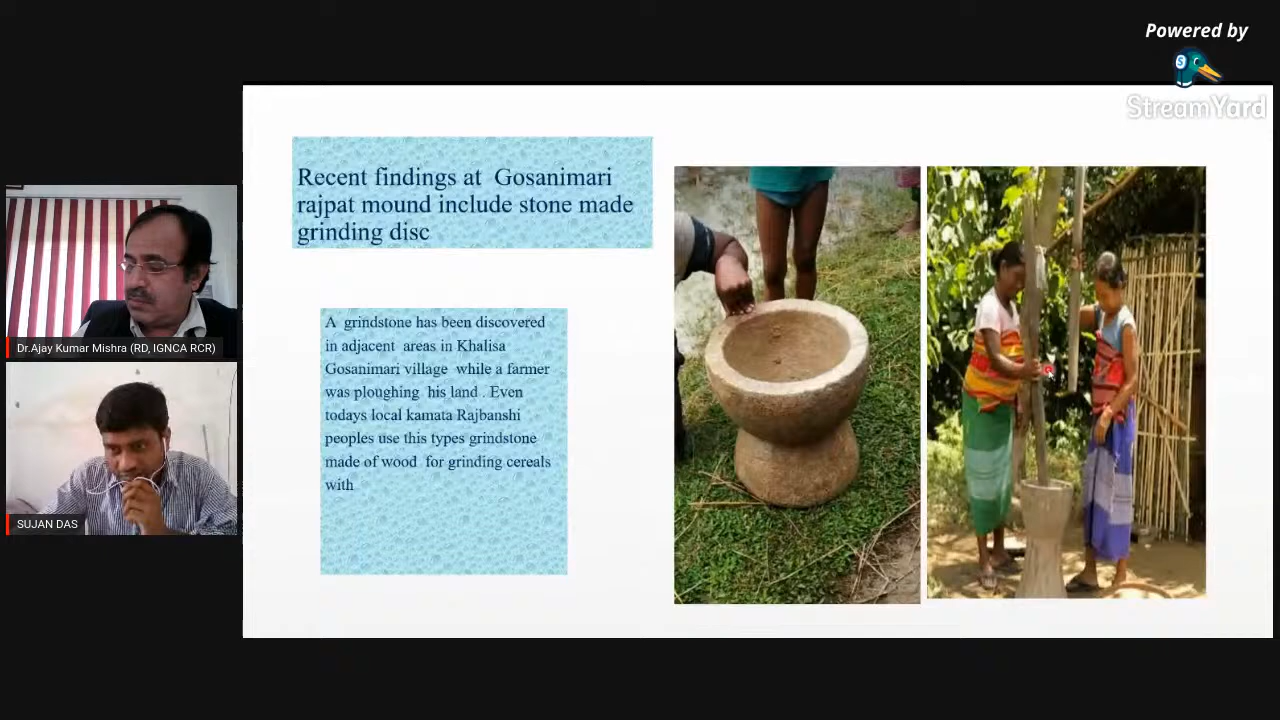 Powered by
StreamYard
Recent findings at Gosanimari
rajpat mound include stone made
grinding disc
A grindstone has been discovered
in adjacent areas in Khalisa
Gosanimari village while a farmer
was ploughing his land . Even
todays local kamata Rajbanshi
peoples use this types grindstone
made of wood for grinding cereals
with
Dr.Ajay Kumar Mishra (RD, IGNCA RCR)
SUJAN DAS